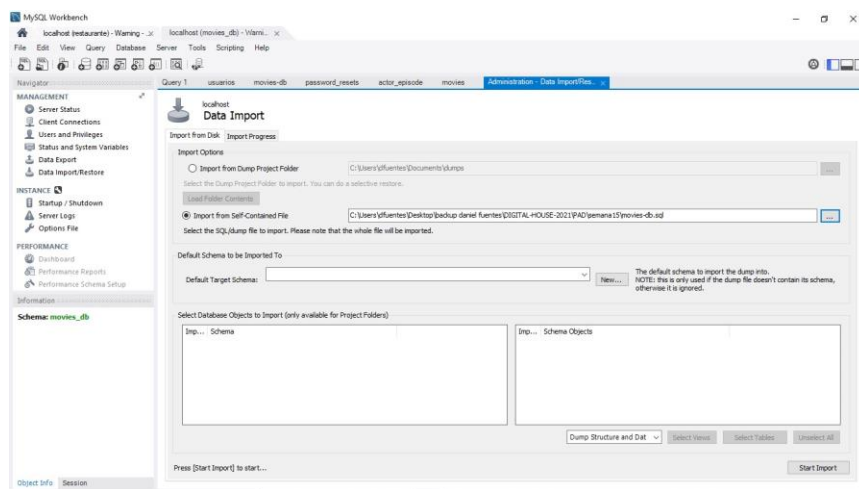 MySQL Workbench
localhost (restaurante) - Warning - ...
localhost (movies_db) - Warni...
File Edit View Query Database Server Tools Scripting Help
Navigator
Query 1 usuarios movies-db password_resets actor_episode movies Administration - Data Import/Res...
MANAGEMENT
Server Status
Client Connections
Users and Privileges
Status and System Variables
Data Export
Data Import/Restore
INSTANCE
Startup / Shutdown
Server Logs
Options File
PERFORMANCE
Dashboard
Performance Reports
Performance Schema Setup
Information
Schema: movies_db
Object Info Session
localhost
Data Import
Import from Disk Import Progress
Import Options
Import from Dump Project Folder C:\Users\dfuentes\Documents\dumps ...
Select the Dump Project Folder to import. You can do a selective restore.
Load Folder Contents
Import from Self-Contained File C:\Users\dfuentes\Desktop\backup daniel fuentes\DIGITAL-HOUSE-2021\PAD\semana15\movies-db.sql ...
Select the SQL/dump file to import. Please note that the whole file will be imported.
Default Schema to be Imported To
Default Target Schema: New...
The default schema to import the dump into.
NOTE: this is only used if the dump file doesn't contain its schema,
otherwise it is ignored.
Select Database Objects to Import (only available for Project Folders)
Imp... Schema
Imp... Schema Objects
Dump Structure and Dat Select Views Select Tables Unselect All
Press [Start Import] to start...
Start Import